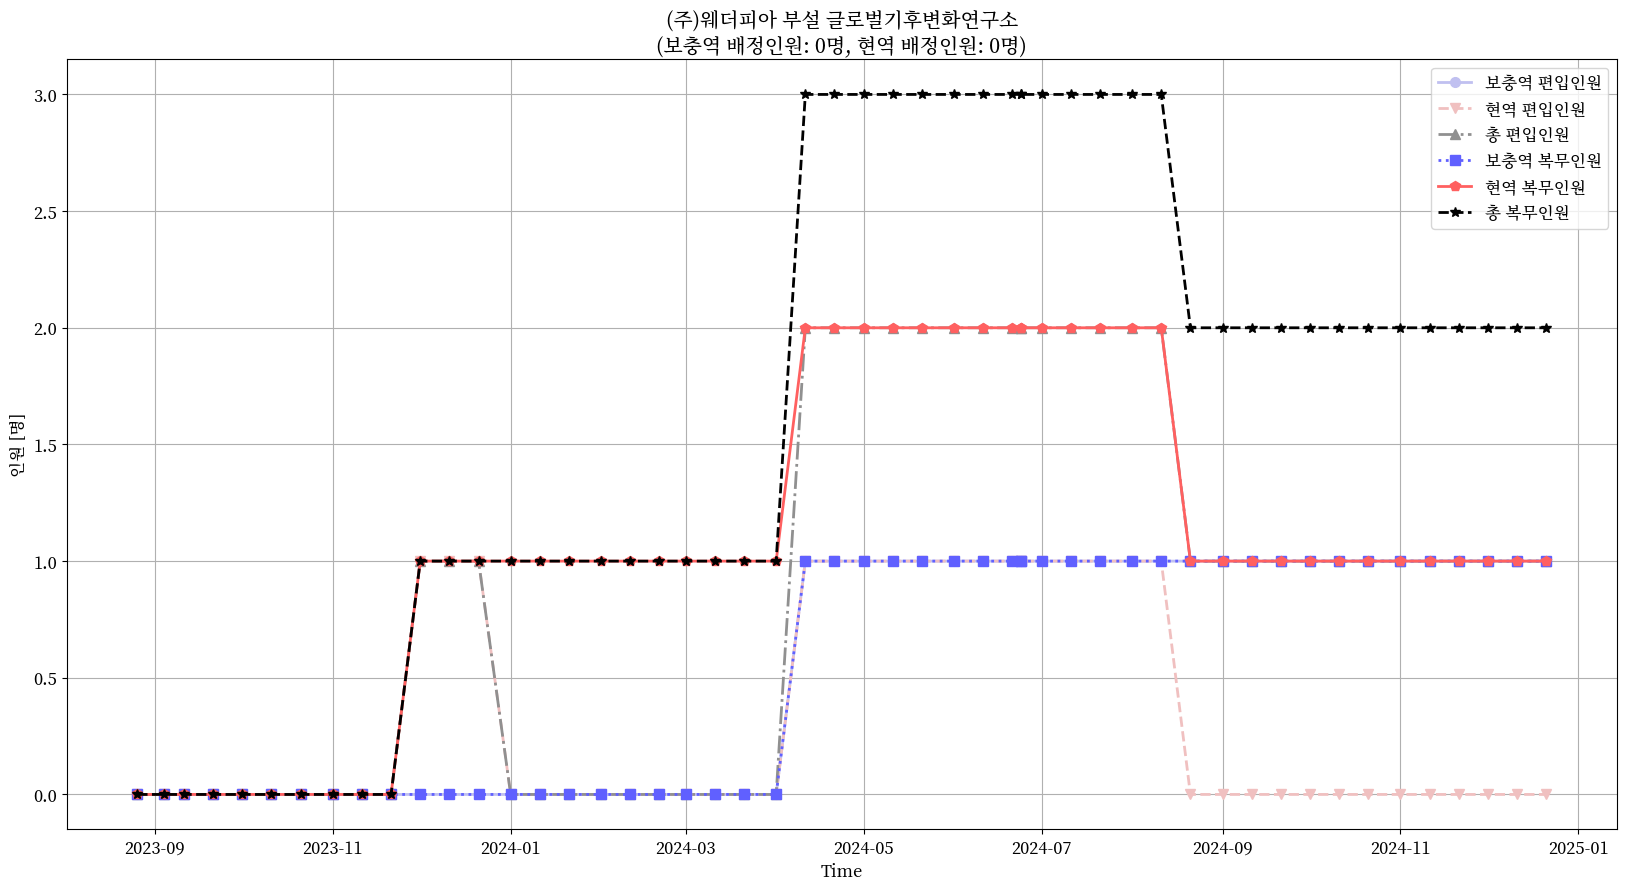 (주)웨더피아 부설 글로벌기후변화연구소
(보충역 배정인원: 0명, 현역 배정인원: 0명)
보충역 편입인원
현역 편입인원
총 편입인원
보충역 복무인원
현역 복무인원
총 복무인원
인원 [명]
3.0
2.5
2.0
1.5
1.0
0.5
0.0
2023-09
2023-11
2024-01
2024-03
2024-05
2024-07
2024-09
2024-11
2025-01
Time